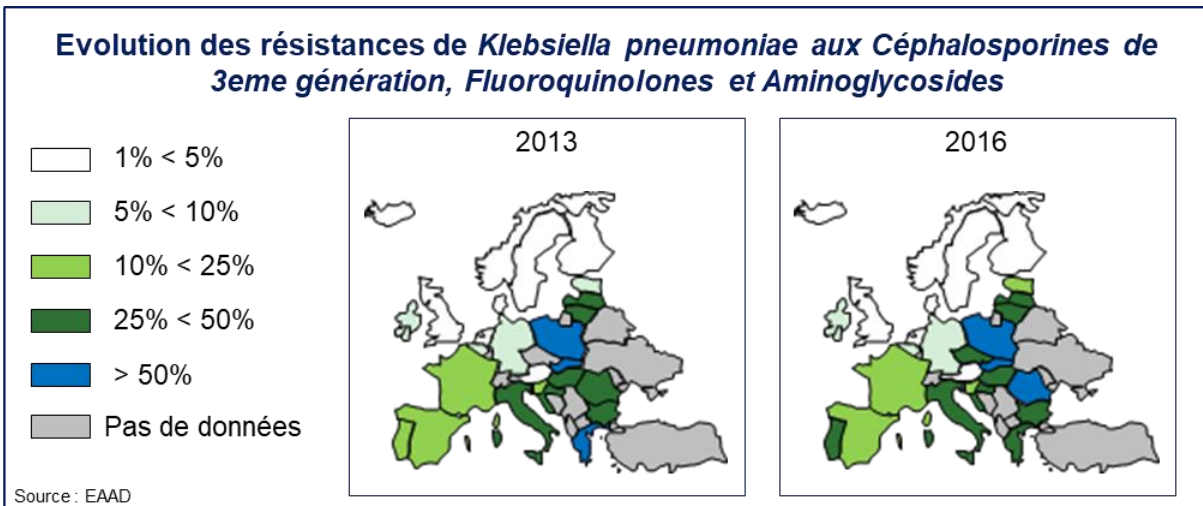 Evolution des résistances de Klebsiella pneumoniae aux Céphalosporines de
3eme génération, Fluoroquinolones et Aminoglycosides
1% < 5%
5% < 10%
10% < 25%
25% < 50%
> 50%
Pas de données
2013
2016
Source : EAAD